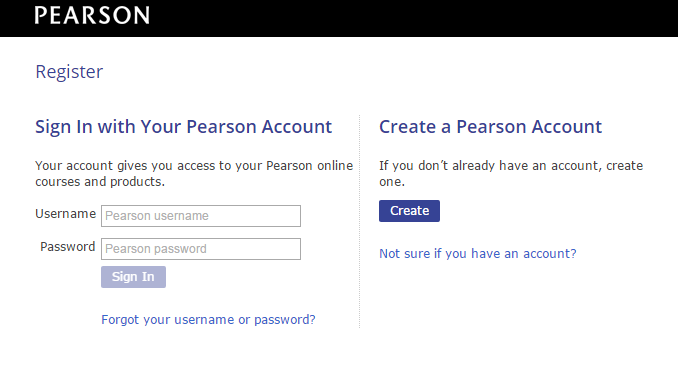 PEARSON
Register
Sign In with Your Pearson Account
Your account gives you access to your Pearson online
courses and products.
Username
Pearson username
Password
Pearson password
Sign In
Forgot your username or password?
Create a Pearson Account
If you don’t already have an account, create
one.
Create
Not sure if you have an account?